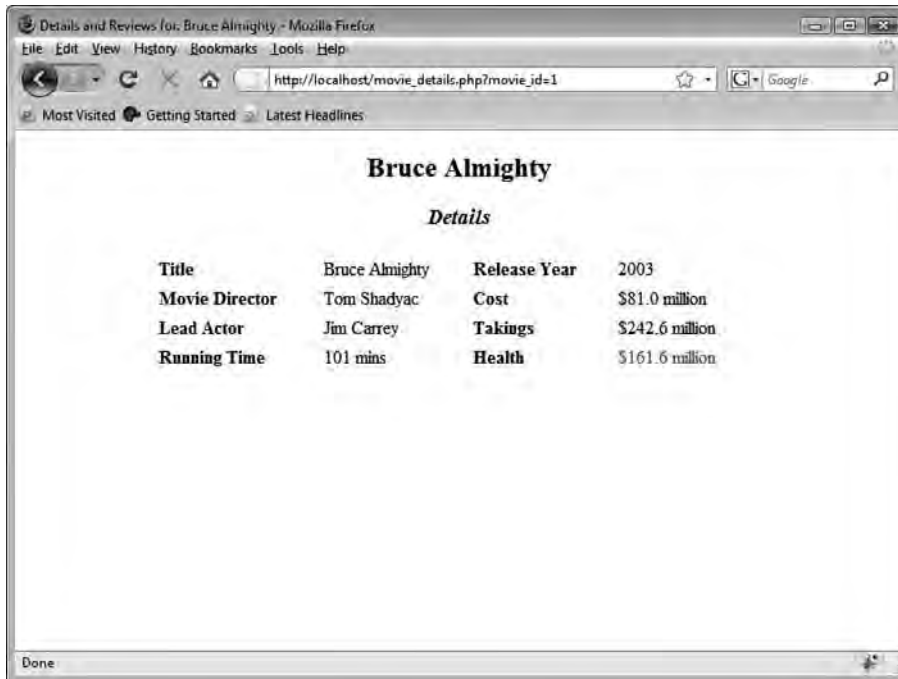 Details and Reviews for: Bruce Almighty - Mozilla Firefox
File Edit View History Bookmarks Tools Help
http://localhost/movie_details.php?movie_id=1
G Google
Most Visited Getting Started Latest Headlines
Bruce Almighty
Details
Title Bruce Almighty Release Year 2003
Movie Director Tom Shadyac Cost $81.0 million
Lead Actor Jim Carrey Takings $242.6 million
Running Time 101 mins Health $161.6 million
Done